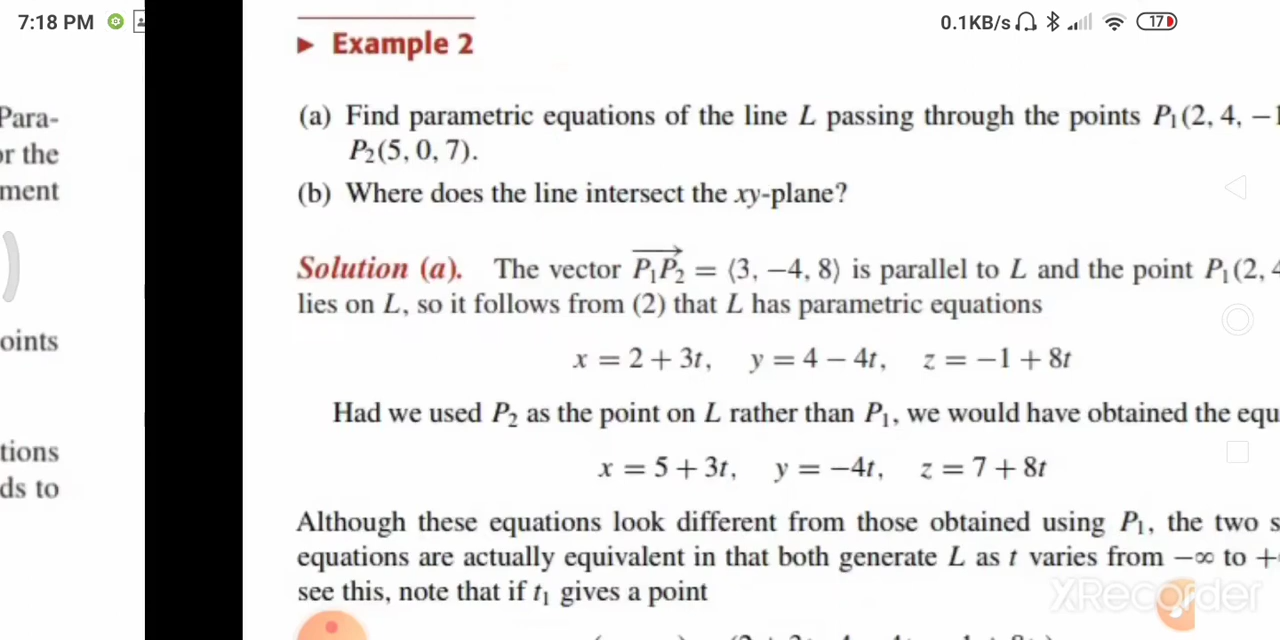 7:18 PM
0.1KB/s
17
Para-
or the
ment
oints
tions
ds to
► Example 2
(a) Find parametric equations of the line L passing through the points P₁(2, 4, −1
P₂(5, 0, 7).
(b) Where does the line intersect the xy-plane?
Solution (a). The vector P₁P₂⃗ = ⟨3, −4, 8⟩ is parallel to L and the point P₁(2, 4
lies on L, so it follows from (2) that L has parametric equations
x = 2 + 3t, y = 4 − 4t, z = −1 + 8t
Had we used P₂ as the point on L rather than P₁, we would have obtained the equ
x = 5 + 3t, y = −4t, z = 7 + 8t
Although these equations look different from those obtained using P₁, the two s
equations are actually equivalent in that both generate L as t varies from −∞ to +
see this, note that if t₁ gives a point
XRecorder